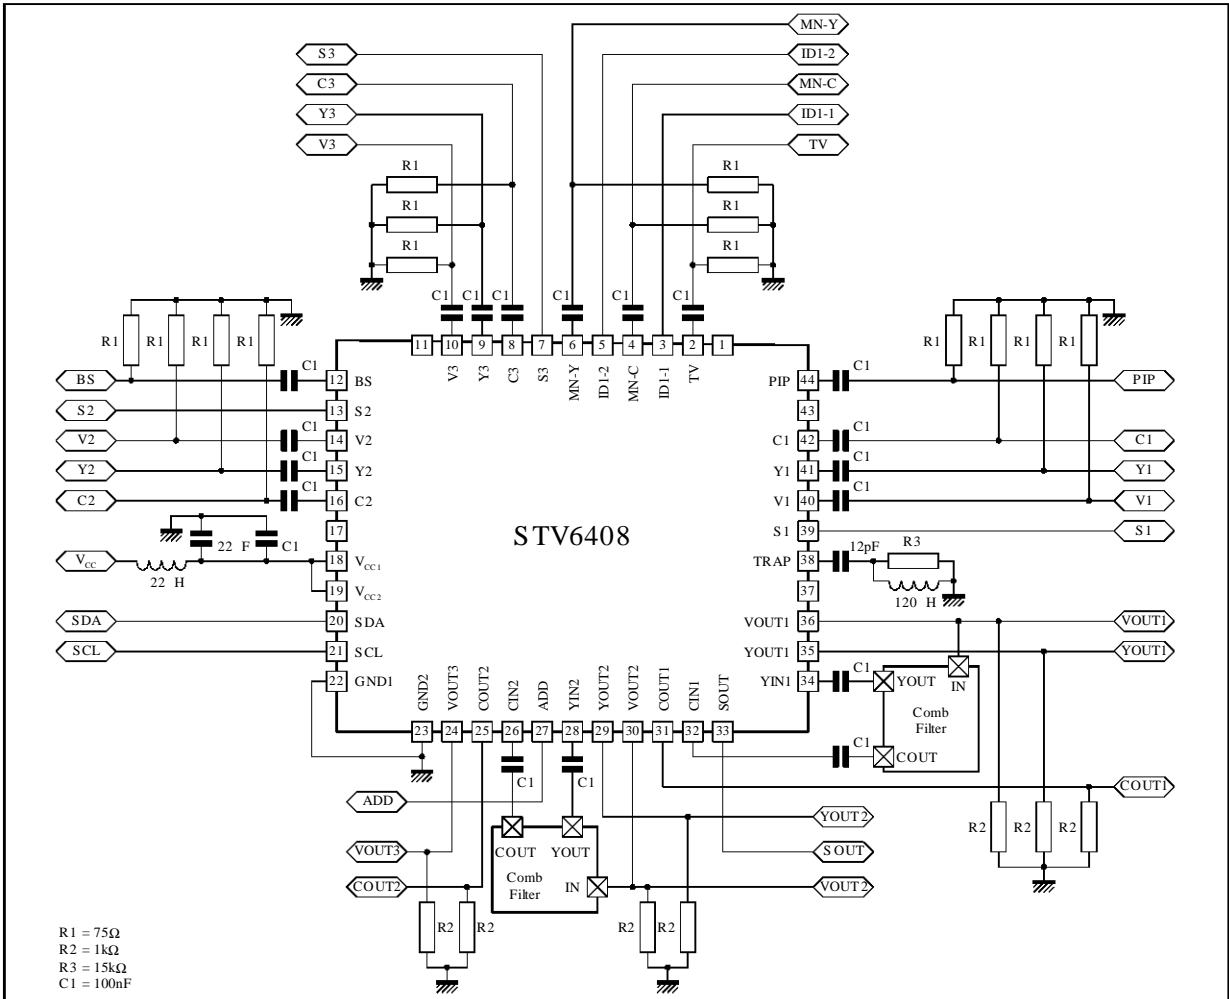 MN-Y
S3 ID1-2
C3 MN-C
Y3 ID1-1
V3 TV
R1 R1
R1 R1
R1 R1
C1 C1 C1 C1 C1 C1
R1 R1 R1 R1
R1 R1 R1 R1
11 10 9 8 7 6 5 4 3 2 1
V3 Y3 C3 S3 MN-Y ID1-2 MN-C ID1-1 TV
BS C1 12 BS
PIP 44 C1 PIP
S2 13 S2
43
V2 C1 14 V2
C1 42 C1 C1
Y2 C1 15 Y2
Y1 41 C1 Y1
C2 C1 16 C2
V1 40 C1 V1
17
S1 39 S1
STV6408
22 F C1
VCC 22 H 18 VCC1
TRAP 38 12pF R3
120 H
19 VCC2
37
SDA 20 SDA
VOUT1 36 VOUT1
SCL 21 SCL
YOUT1 35 YOUT1
22 GND1
YIN1 34 C1 YOUT IN
Comb
Filter
C1 COUT
GND2 VOUT3 COUT2 CIN2 ADD YIN2 YOUT2 VOUT2 COUT1 CIN1 SOUT
23 24 25 26 27 28 29 30 31 32 33
C1 C1
COUT1
ADD
YOUT2
R2 R2 R2
COUT YOUT
VOUT3
SOUT
Comb
Filter
IN
COUT2
VOUT2
R2 R2
R2 R2
R1 = 75Ω
R2 = 1kΩ
R3 = 15kΩ
C1 = 100nF